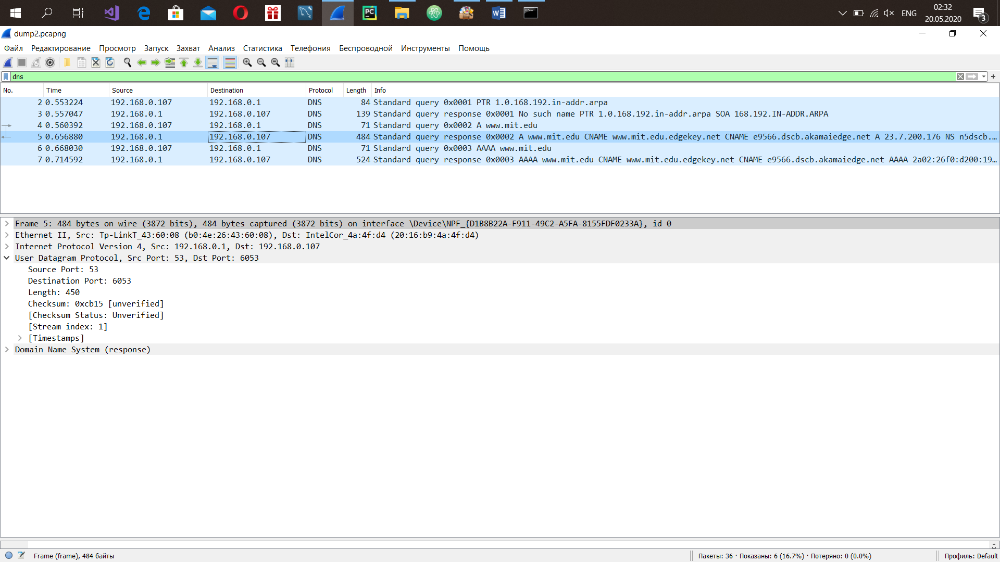 ENG
02:32
20.05.2020
3
PC
dump2.pcapng
Файл Редактирование Просмотр Запуск Захват Анализ Статистика Телефония Беспроводной Инструменты Помощь
dns
No. Time Source Destination Protocol Length Info
2 0.553224 192.168.0.107 192.168.0.1 DNS 84 Standard query 0x0001 PTR 1.0.168.192.in-addr.arpa
3 0.557047 192.168.0.1 192.168.0.107 DNS 139 Standard query response 0x0001 No such name PTR 1.0.168.192.in-addr.arpa SOA 168.192.IN-ADDR.ARPA
4 0.560392 192.168.0.107 192.168.0.1 DNS 71 Standard query 0x0002 A www.mit.edu
5 0.656880 192.168.0.1 192.168.0.107 DNS 484 Standard query response 0x0002 A www.mit.edu CNAME www.mit.edu.edgekey.net CNAME e9566.dscb.akamaiedge.net A 23.7.200.176 NS n5dscb.…
6 0.668030 192.168.0.107 192.168.0.1 DNS 71 Standard query 0x0003 AAAA www.mit.edu
7 0.714592 192.168.0.1 192.168.0.107 DNS 524 Standard query response 0x0003 AAAA www.mit.edu CNAME www.mit.edu.edgekey.net CNAME e9566.dscb.akamaiedge.net AAAA 2a02:26f0:d200:19…
Frame 5: 484 bytes on wire (3872 bits), 484 bytes captured (3872 bits) on interface \Device\NPF_{D1B8B22A-F911-49C2-A5FA-8155FDF0233A}, id 0
Ethernet II, Src: Tp-LinkT_43:60:08 (b0:4e:26:43:60:08), Dst: IntelCor_4a:4f:d4 (20:16:b9:4a:4f:d4)
Internet Protocol Version 4, Src: 192.168.0.1, Dst: 192.168.0.107
User Datagram Protocol, Src Port: 53, Dst Port: 6053
Source Port: 53
Destination Port: 6053
Length: 450
Checksum: 0xcb15 [unverified]
[Checksum Status: Unverified]
[Stream index: 1]
[Timestamps]
Domain Name System (response)
Frame (frame), 484 байты
Пакеты: 36 · Показаны: 6 (16.7%) · Потеряно: 0 (0.0%)
Профиль: Default